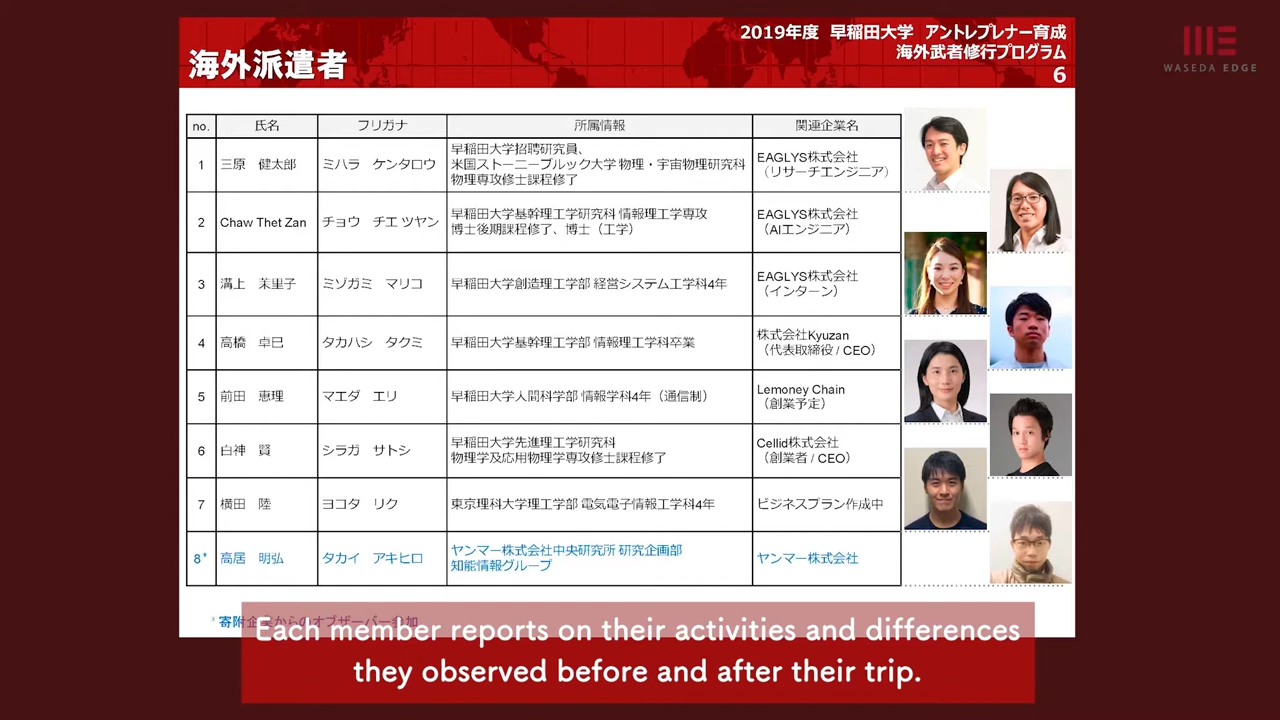 2019年度 早稲田大学 アントレプレナー育成
海外武者修行プログラム
6
海外派遣者
WASEDA EDGE
no. 氏名 フリガナ 所属情報 関連企業名
1 三原 健太郎 ミハラ ケンタロウ 早稲田大学招聘研究員、
米国ストーニーブルック大学 物理・宇宙物理研究科
物理専攻修士課程修了
EAGLYS株式会社
（リサーチエンジニア）
2 Chaw Thet Zan チョウ チエ ツヤン 早稲田大学基幹理工学研究科 情報理工学専攻
博士後期課程修了、博士（工学）
EAGLYS株式会社
（AIエンジニア）
3 溝上 茉里子 ミゾガミ マリコ 早稲田大学創造理工学部 経営システム工学科4年
EAGLYS株式会社
（インターン）
4 高橋 卓巳 タカハシ タクミ 早稲田大学基幹理工学部 情報理工学科卒業
株式会社Kyuzan
（代表取締役 / CEO）
5 前田 恵理 マエダ エリ 早稲田大学人間科学部 情報学科4年（通信制）
Lemoney Chain
（創業予定）
6 白神 賢 シラガ サトシ 早稲田大学先進理工学研究科
物理学及応用物理学専攻修士課程修了
Cellid株式会社
（創業者 / CEO）
7 横田 陸 ヨコタ リク 東京理科大学理工学部 電気電子情報工学科4年 ビジネスプラン作成中
8* 高居 明弘 タカイ アキヒロ ヤンマー株式会社中央研究所 研究企画部
知能情報グループ
ヤンマー株式会社
* 寄附企業からのオブザーバー参加
Each member reports on their activities and differences
they observed before and after their trip.